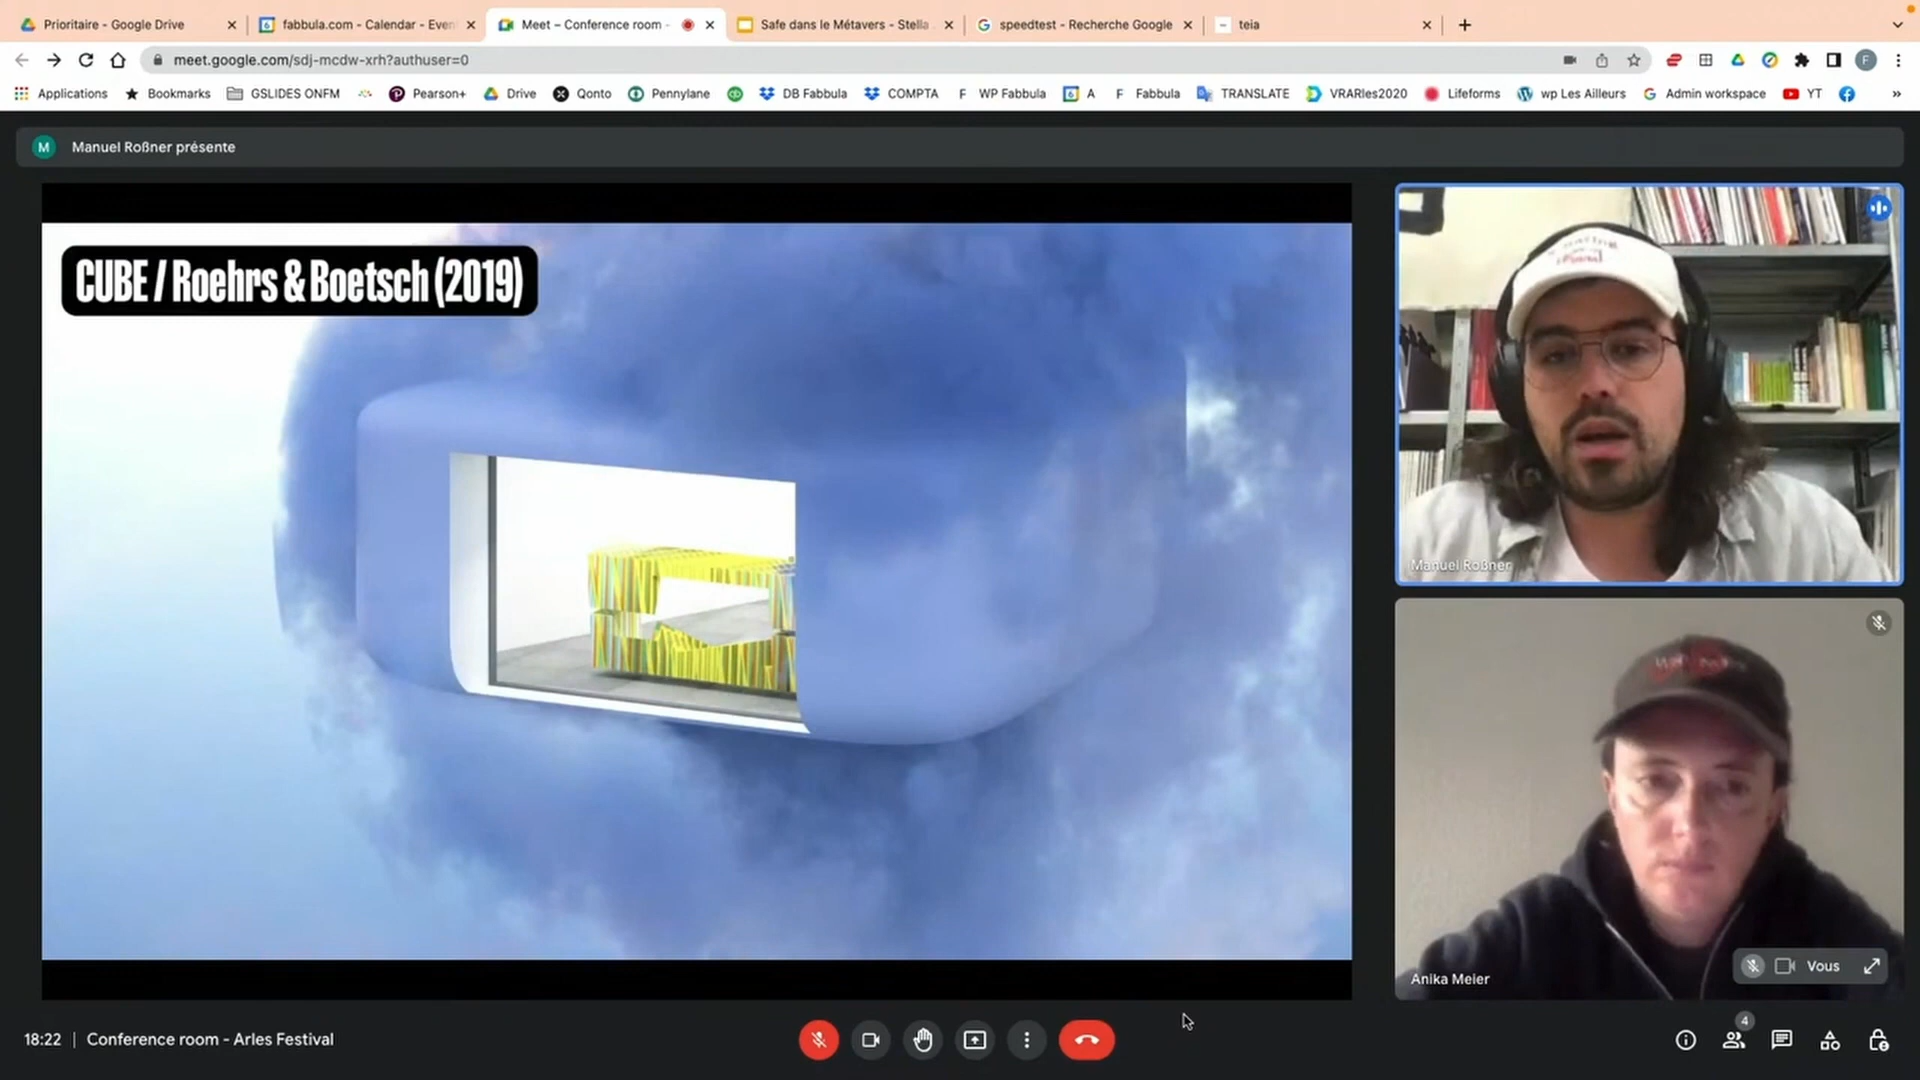 Prioritaire - Google Drive
fabbula.com - Calendar - Even
Meet – Conference room -
Safe dans le Métavers - Stella
speedtest - Recherche Google
teia
meet.google.com/sdj-mcdw-xrh?authuser=0
F
Applications
Bookmarks
GSLIDES ONFM
Pearson+
Drive
Qonto
Pennylane
DB Fabbula
COMPTA
F WP Fabbula
A
F Fabbula
TRANSLATE
VRARles2020
Lifeforms
wp Les Ailleurs
Admin workspace
YT
»
M Manuel Roßner présente
CUBE / Roehrs & Boetsch (2019)
Manuel Roßner
Anika Meier
Vous
18:22 | Conference room - Arles Festival
4